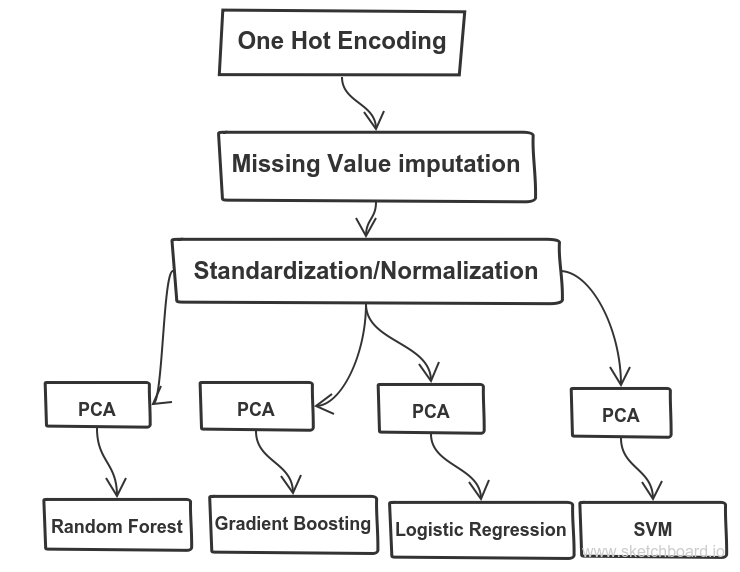 One Hot Encoding
Missing Value imputation
Standardization/Normalization
PCA
PCA
PCA
PCA
Random Forest
Gradient Boosting
Logistic Regression
SVM
www.sketchboard.io